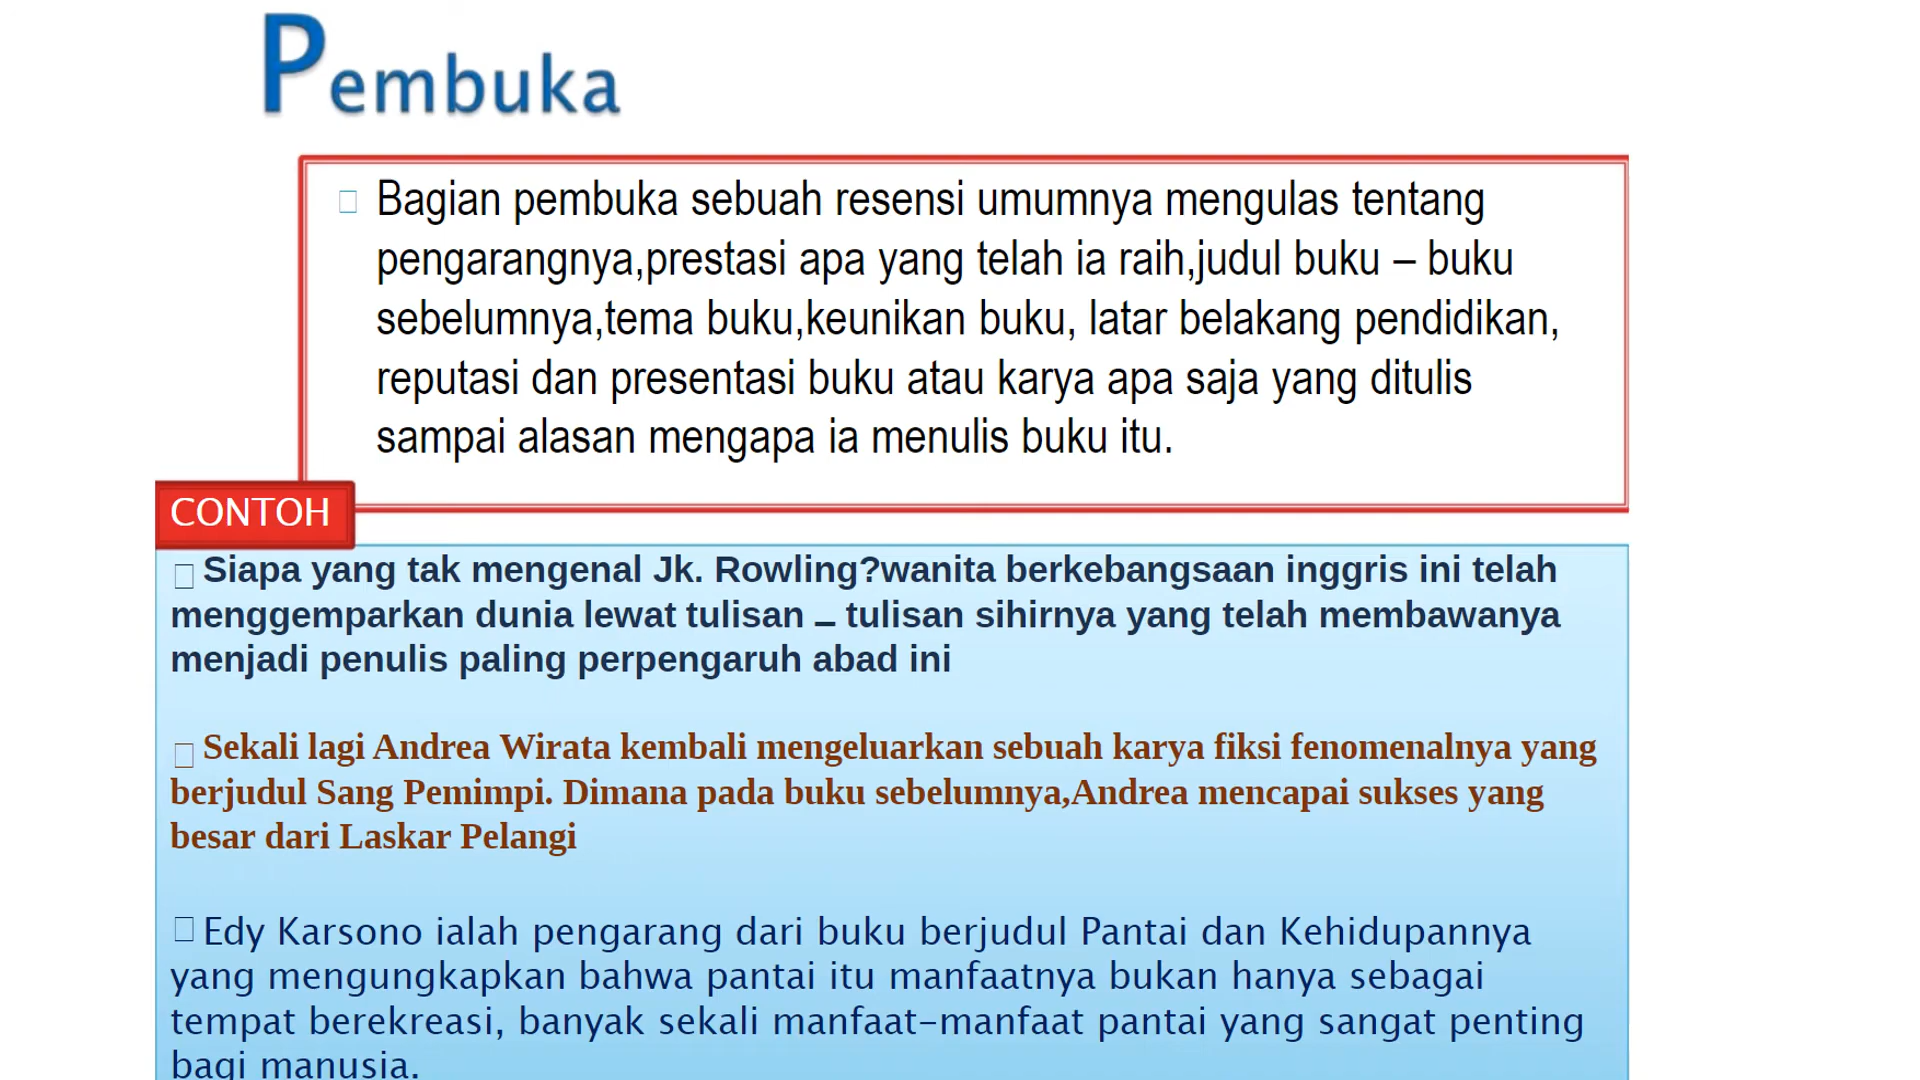 Pembuka
Bagian pembuka sebuah resensi umumnya mengulas tentang
pengarangnya,prestasi apa yang telah ia raih,judul buku – buku
sebelumnya,tema buku,keunikan buku, latar belakang pendidikan,
reputasi dan presentasi buku atau karya apa saja yang ditulis
sampai alasan mengapa ia menulis buku itu.
CONTOH
Siapa yang tak mengenal Jk. Rowling?wanita berkebangsaan inggris ini telah
menggemparkan dunia lewat tulisan – tulisan sihirnya yang telah membawanya
menjadi penulis paling perpengaruh abad ini
Sekali lagi Andrea Wirata kembali mengeluarkan sebuah karya fiksi fenomenalnya yang
berjudul Sang Pemimpi. Dimana pada buku sebelumnya,Andrea mencapai sukses yang
besar dari Laskar Pelangi
Edy Karsono ialah pengarang dari buku berjudul Pantai dan Kehidupannya
yang mengungkapkan bahwa pantai itu manfaatnya bukan hanya sebagai
tempat berekreasi, banyak sekali manfaat-manfaat pantai yang sangat penting
bagi manusia.